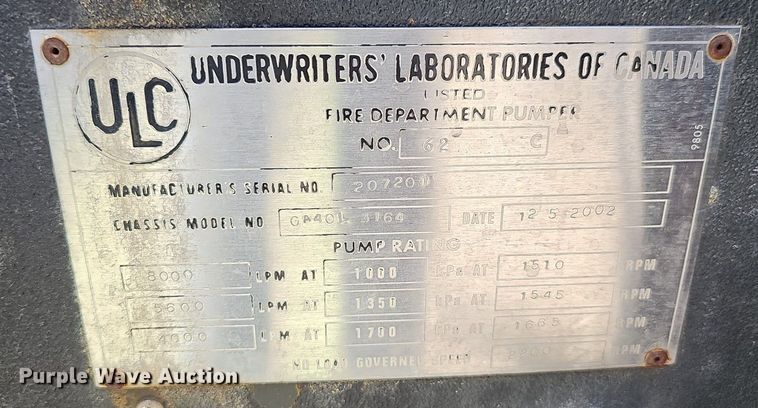 ULC
UNDERWRITERS' LABORATORIES OF CANADA
LISTED
FIRE DEPARTMENT PUMPER
NO. 62 C
9805
MANUFACTURER'S SERIAL NO.
CHASSIS MODEL NO DATE 12-5-2002
PUMP RATING
LPM AT 1000 kPa AT 1510 RPM
5600 LPM AT 1350 kPa AT 1545 RPM
4000 LPM AT 1700 kPa AT 1665 RPM
NO LOAD GOVERNED SPEED RPM
Purple Wave Auction